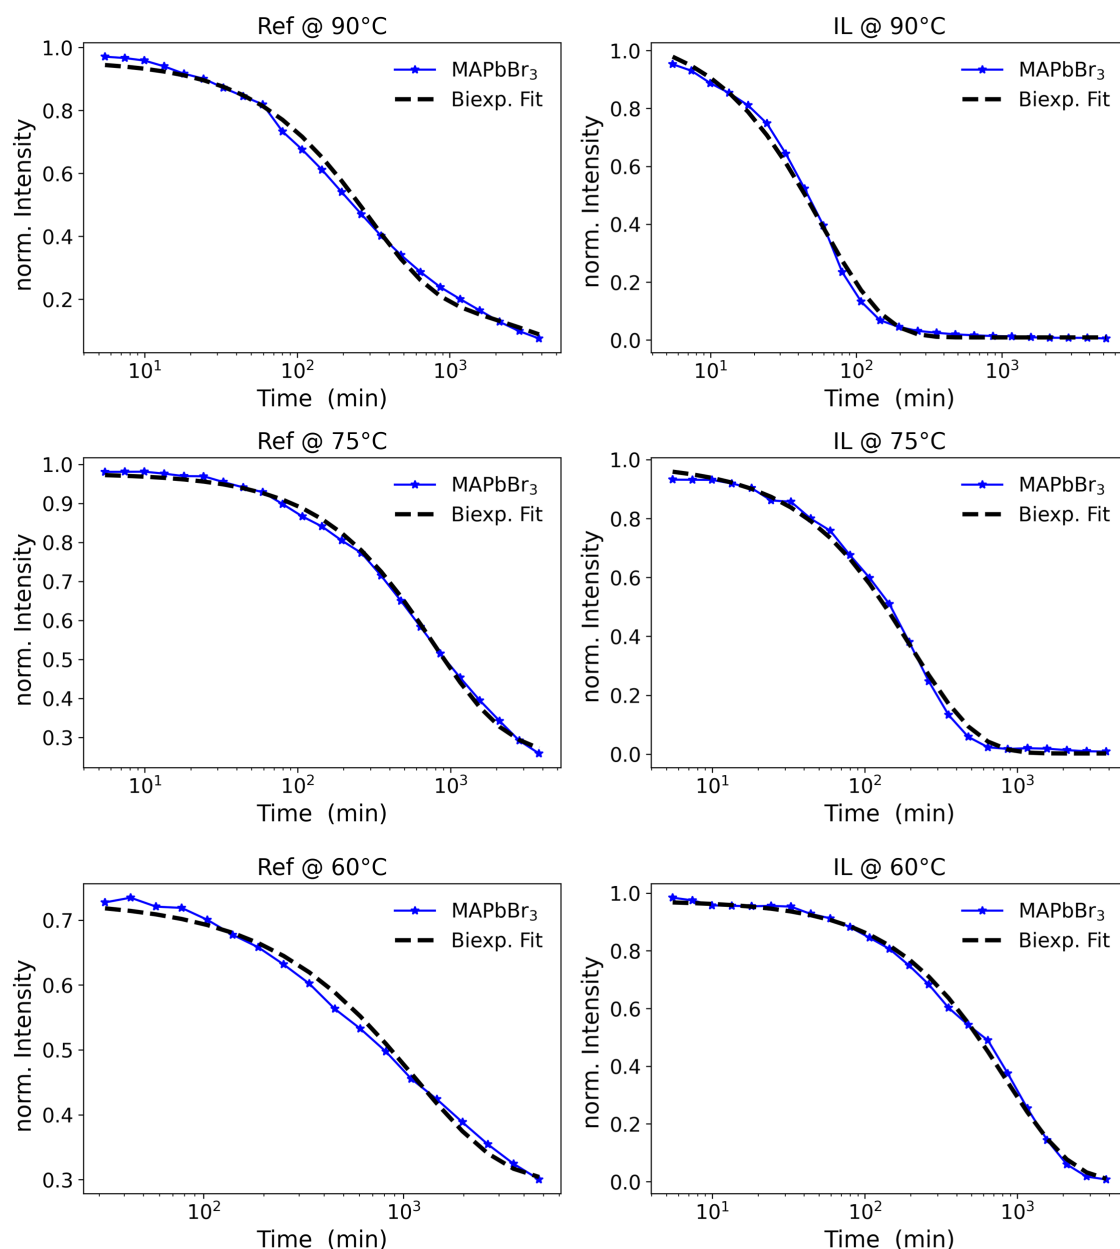 Ref @ 90°C
norm. Intensity
1.0
0.8
0.6
0.4
0.2
MAPbBr₃
Biexp. Fit
10¹
10²
10³
Time (min)
IL @ 90°C
norm. Intensity
1.0
0.8
0.6
0.4
0.2
0.0
MAPbBr₃
Biexp. Fit
10¹
10²
10³
Time (min)
Ref @ 75°C
norm. Intensity
1.0
0.9
0.8
0.7
0.6
0.5
0.4
0.3
MAPbBr₃
Biexp. Fit
10¹
10²
10³
Time (min)
IL @ 75°C
norm. Intensity
1.0
0.8
0.6
0.4
0.2
0.0
MAPbBr₃
Biexp. Fit
10¹
10²
10³
Time (min)
Ref @ 60°C
norm. Intensity
0.7
0.6
0.5
0.4
0.3
MAPbBr₃
Biexp. Fit
10²
10³
Time (min)
IL @ 60°C
norm. Intensity
1.0
0.8
0.6
0.4
0.2
0.0
MAPbBr₃
Biexp. Fit
10¹
10²
10³
Time (min)